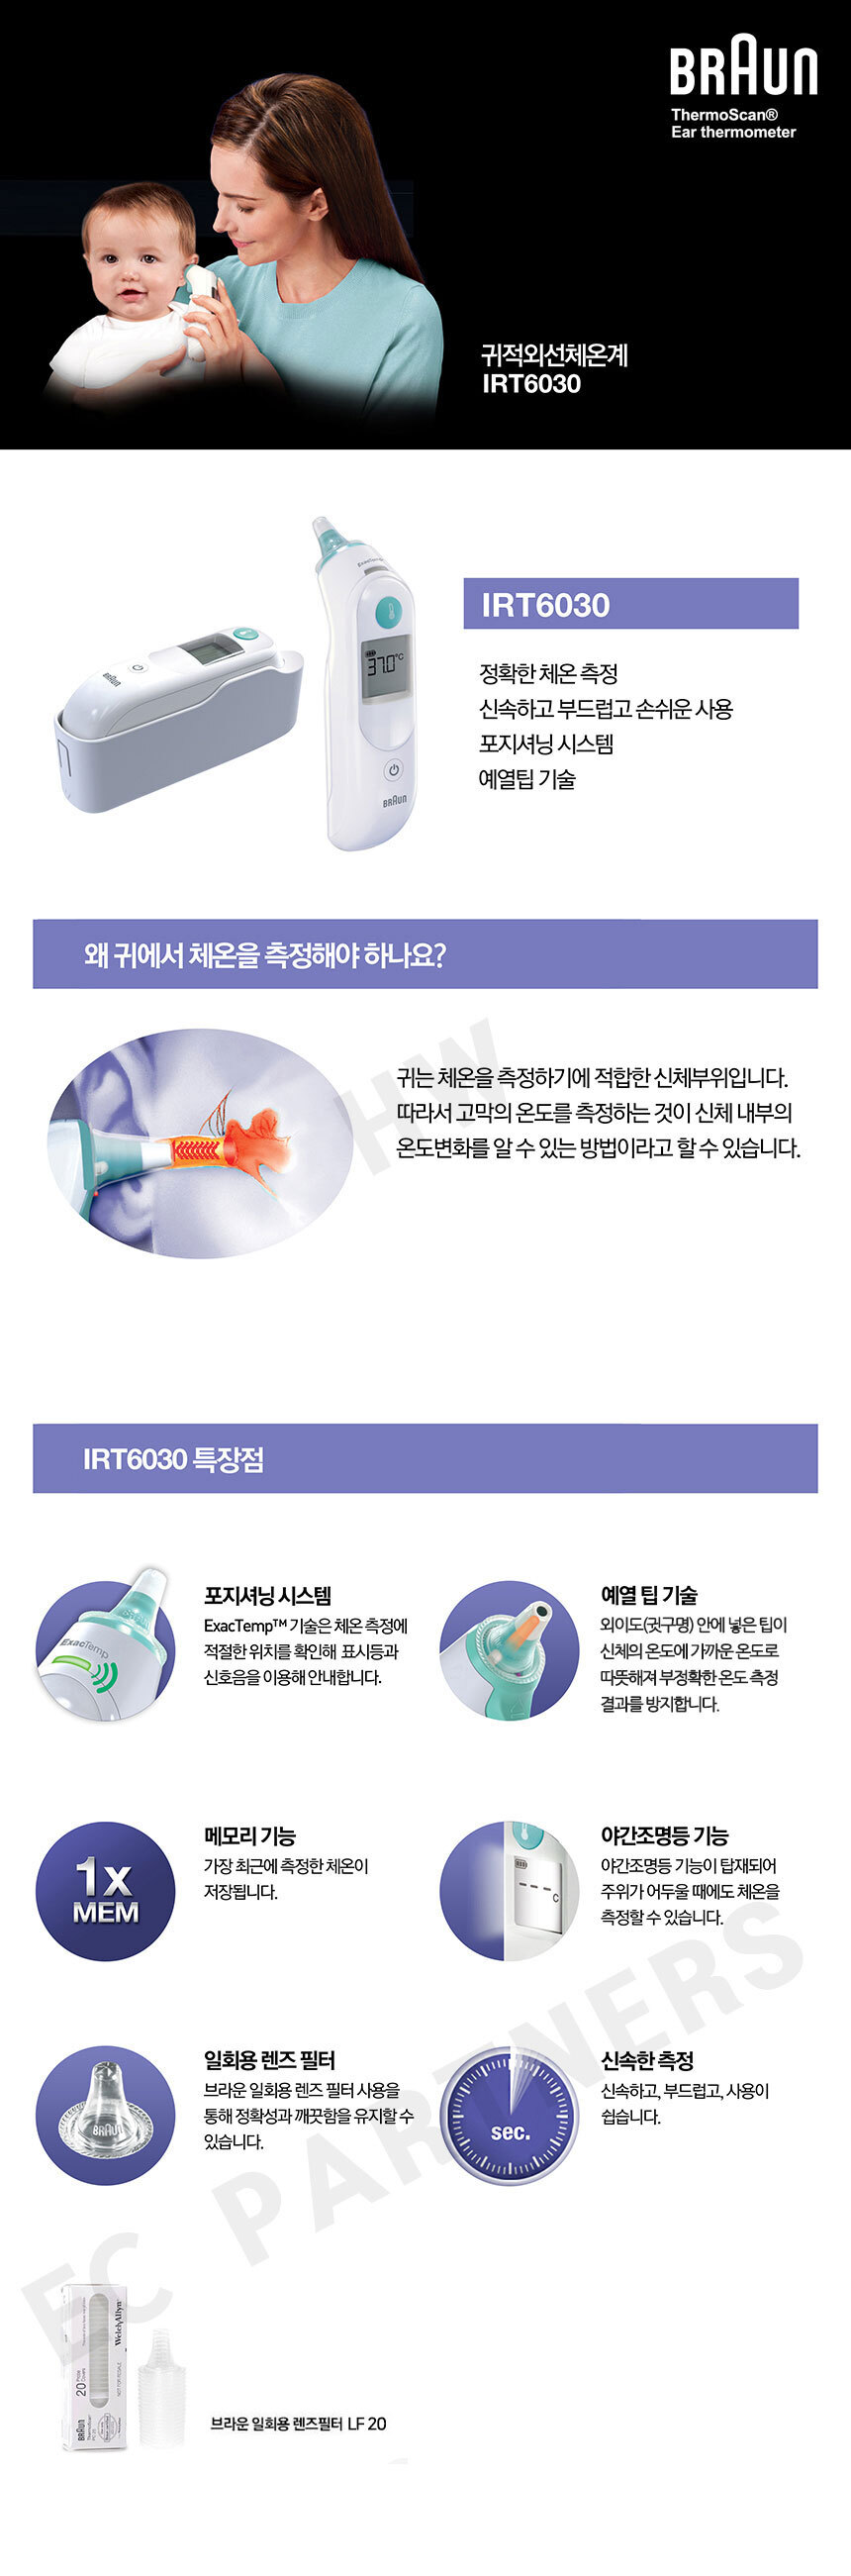 BRAUN
ThermoScan®
Ear thermometer
귀적외선체온계
IRT6030
ExacTemp
37.0°C
BRAUN
BRAUN
IRT6030
정확한 체온 측정
신속하고 부드럽고 손쉬운 사용
포지셔닝 시스템
예열팁 기술
왜 귀에서 체온을 측정해야 하나요?
HW
귀는 체온을 측정하기에 적합한 신체부위입니다.
따라서 고막의 온도를 측정하는 것이 신체 내부의
온도변화를 알 수 있는 방법이라고 할 수 있습니다.
IRT6030 특장점
ExacTemp
포지셔닝 시스템
ExacTemp™ 기술은 체온 측정에
적절한 위치를 확인해 표시등과
신호음을 이용해 안내합니다.
예열 팁 기술
외이도(귓구멍) 안에 넣은 팁이
신체의 온도에 가까운 온도로
따뜻해져 부정확한 온도 측정
결과를 방지합니다.
1x
MEM
메모리 기능
가장 최근에 측정한 체온이
저장됩니다.
--- C
야간조명등 기능
야간조명등 기능이 탑재되어
주위가 어두울 때에도 체온을
측정할 수 있습니다.
BRAUN
일회용 렌즈 필터
브라운 일회용 렌즈 필터 사용을
통해 정확성과 깨끗함을 유지할 수
있습니다.
sec.
신속한 측정
신속하고, 부드럽고, 사용이
쉽습니다.
EC PARTNERS
WelchAllyn
NOT FOR RESALE
20 Probe Covers
BRAUN
ThermoScan
브라운 일회용 렌즈필터 LF 20